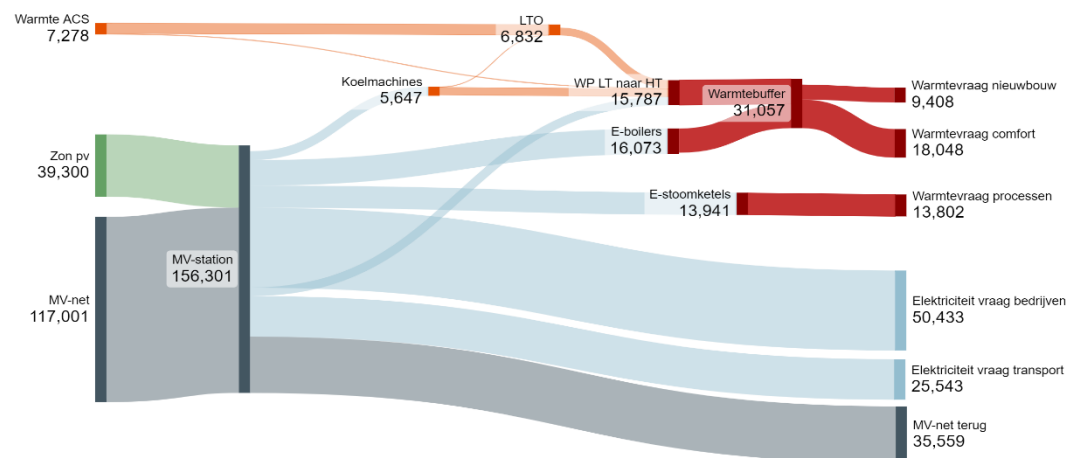 Warmte ACS
7,278
LTO
6,832
Koelmachines
5,647
WP LT naar HT
15,787
Warmtebuffer
31,057
Warmtevraag nieuwbouw
9,408
Zon pv
39,300
E-boilers
16,073
Warmtevraag comfort
18,048
E-stoomketels
13,941
Warmtevraag processen
13,802
MV-station
156,301
MV-net
117,001
Elektriciteit vraag bedrijven
50,433
Elektriciteit vraag transport
25,543
MV-net terug
35,559